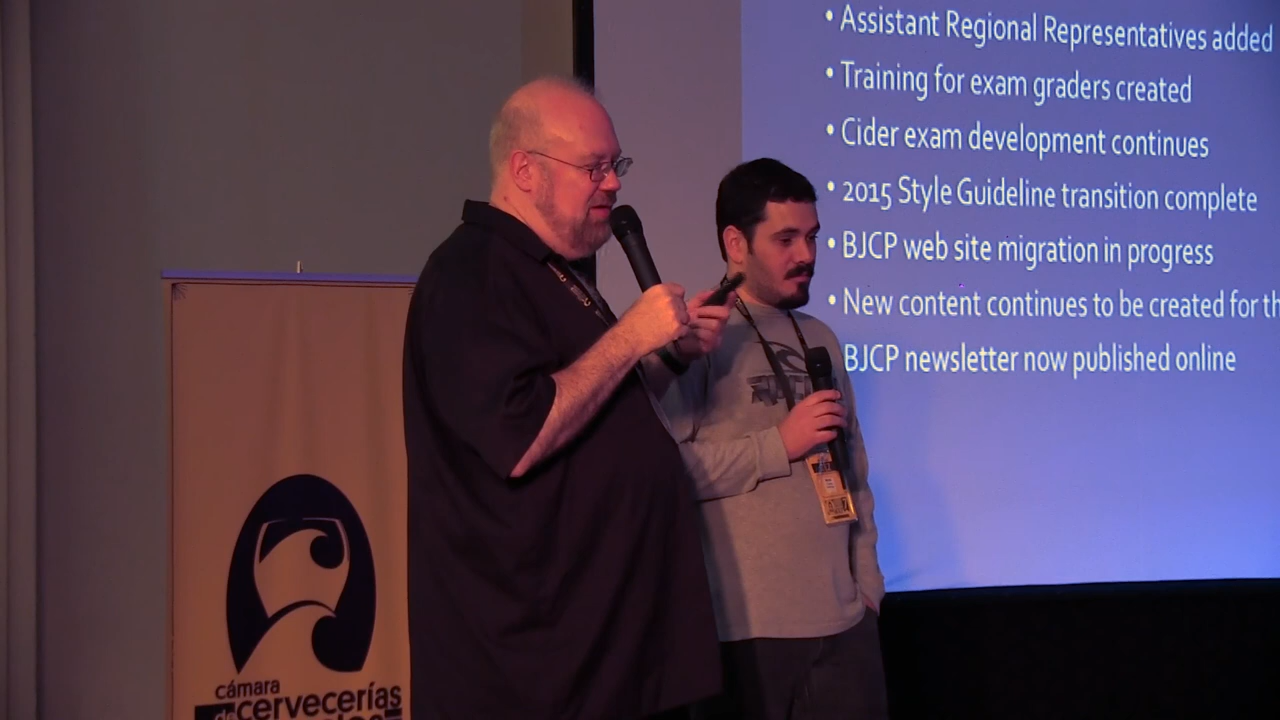 • Assistant Regional Representatives added
• Training for exam graders created
• Cider exam development continues
• 2015 Style Guideline transition complete
• BJCP web site migration in progress
• New content continues to be created for
BJCP newsletter now published online
cámara
de cervecerías